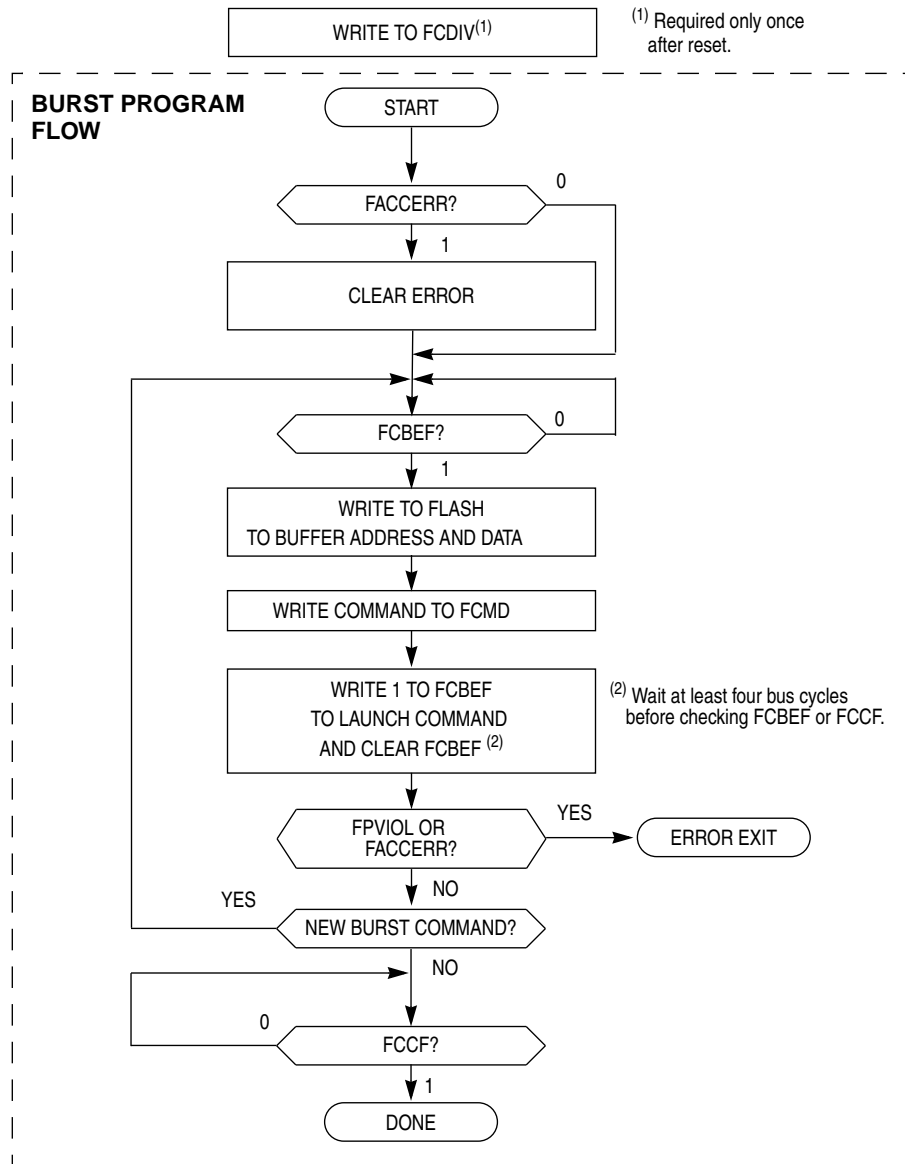 WRITE TO FCDIV(1)
(1) Required only once
after reset.
BURST PROGRAM
FLOW
START
0
FACCERR?
1
CLEAR ERROR
0
FCBEF?
1
WRITE TO FLASH
TO BUFFER ADDRESS AND DATA
WRITE COMMAND TO FCMD
WRITE 1 TO FCBEF
TO LAUNCH COMMAND
AND CLEAR FCBEF (2)
(2) Wait at least four bus cycles
before checking FCBEF or FCCF.
FPVIOL OR
FACCERR?
YES
ERROR EXIT
NO
YES
NEW BURST COMMAND?
NO
0
FCCF?
1
DONE